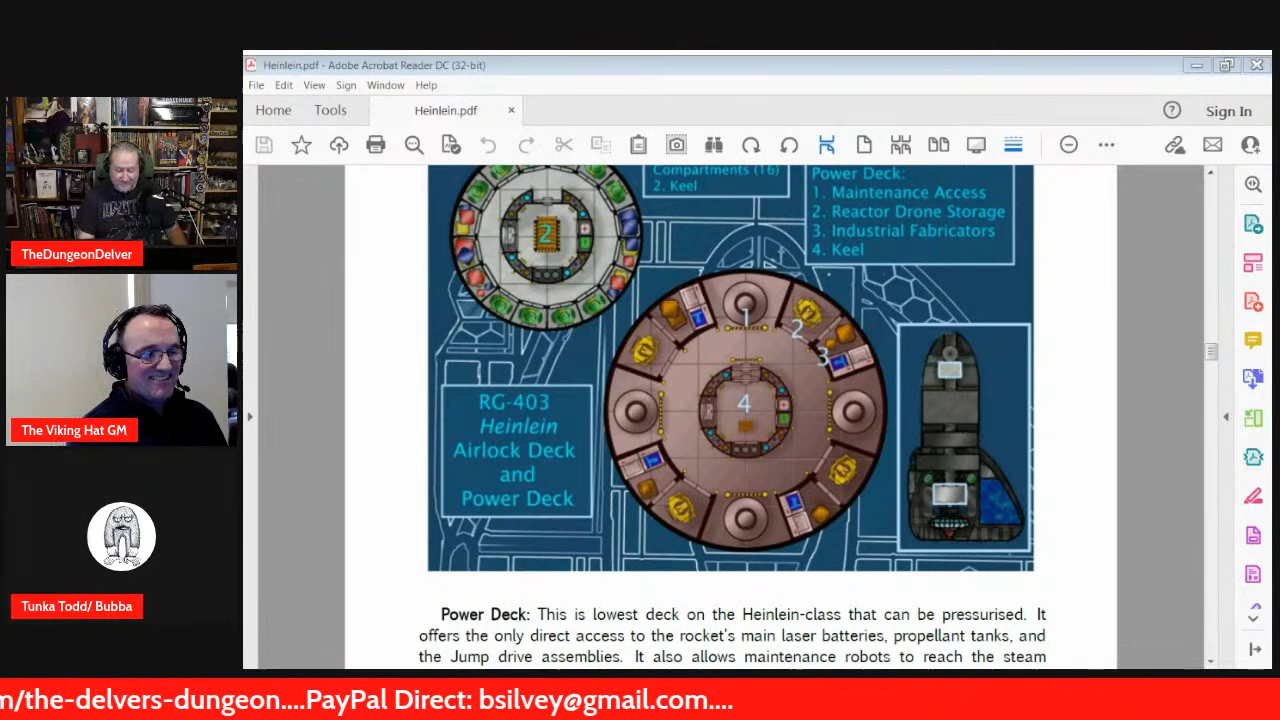 Heinlein.pdf - Adobe Acrobat Reader DC (32-bit)
File Edit View Sign Window Help
Home Tools Heinlein.pdf × Sign In
Compartments (16)
2. Keel
Power Deck:
1. Maintenance Access
2. Reactor Drone Storage
3. Industrial Fabricators
4. Keel
2
1
2
3
4
RG-403
Heinlein
Airlock Deck
and
Power Deck
Power Deck: This is lowest deck on the Heinlein-class that can be pressurised. It
offers the only direct access to the rocket's main laser batteries, propellant tanks, and
the Jump drive assemblies. It also allows maintenance robots to reach the steam
TheDungeonDelver
The Viking Hat GM
Tunka Todd/ Bubba
m/the-delvers-dungeon....PayPal Direct: bsilvey@gmail.com....